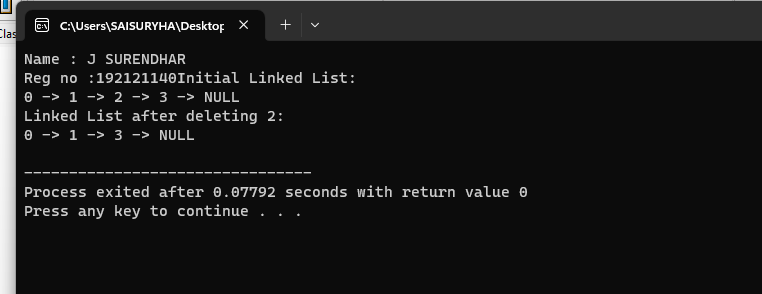 Clas
C:\Users\SAISURYHA\Desktop
Name : J SURENDHAR
Reg no :192121140Initial Linked List:
0 -> 1 -> 2 -> 3 -> NULL
Linked List after deleting 2:
0 -> 1 -> 3 -> NULL
--------------------------------
Process exited after 0.07792 seconds with return value 0
Press any key to continue . . .